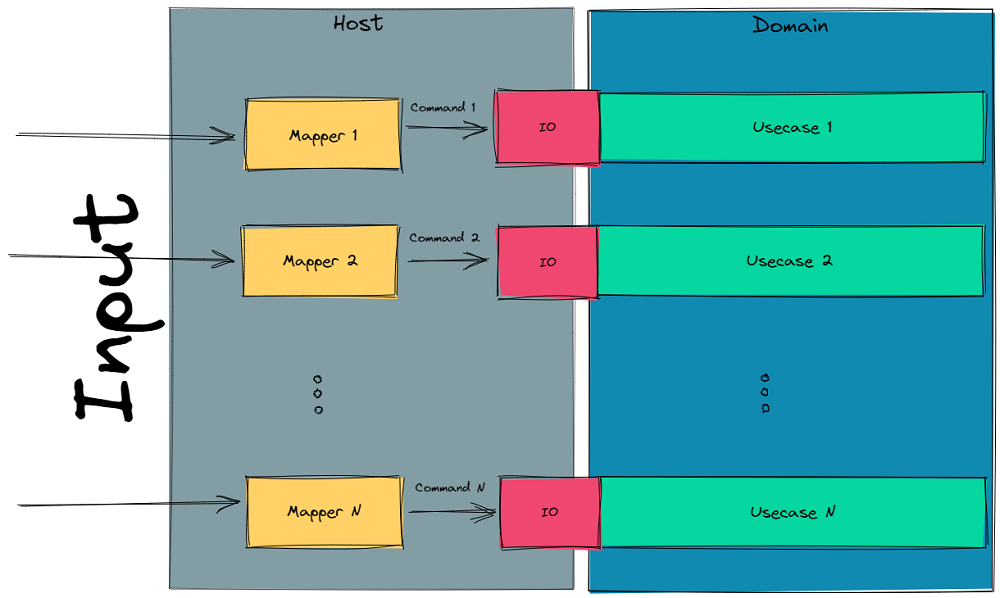 Host
Domain
Input
Mapper 1
Command 1
IO
Usecase 1
Mapper 2
Command 2
IO
Usecase 2
Mapper N
Command N
IO
Usecase N